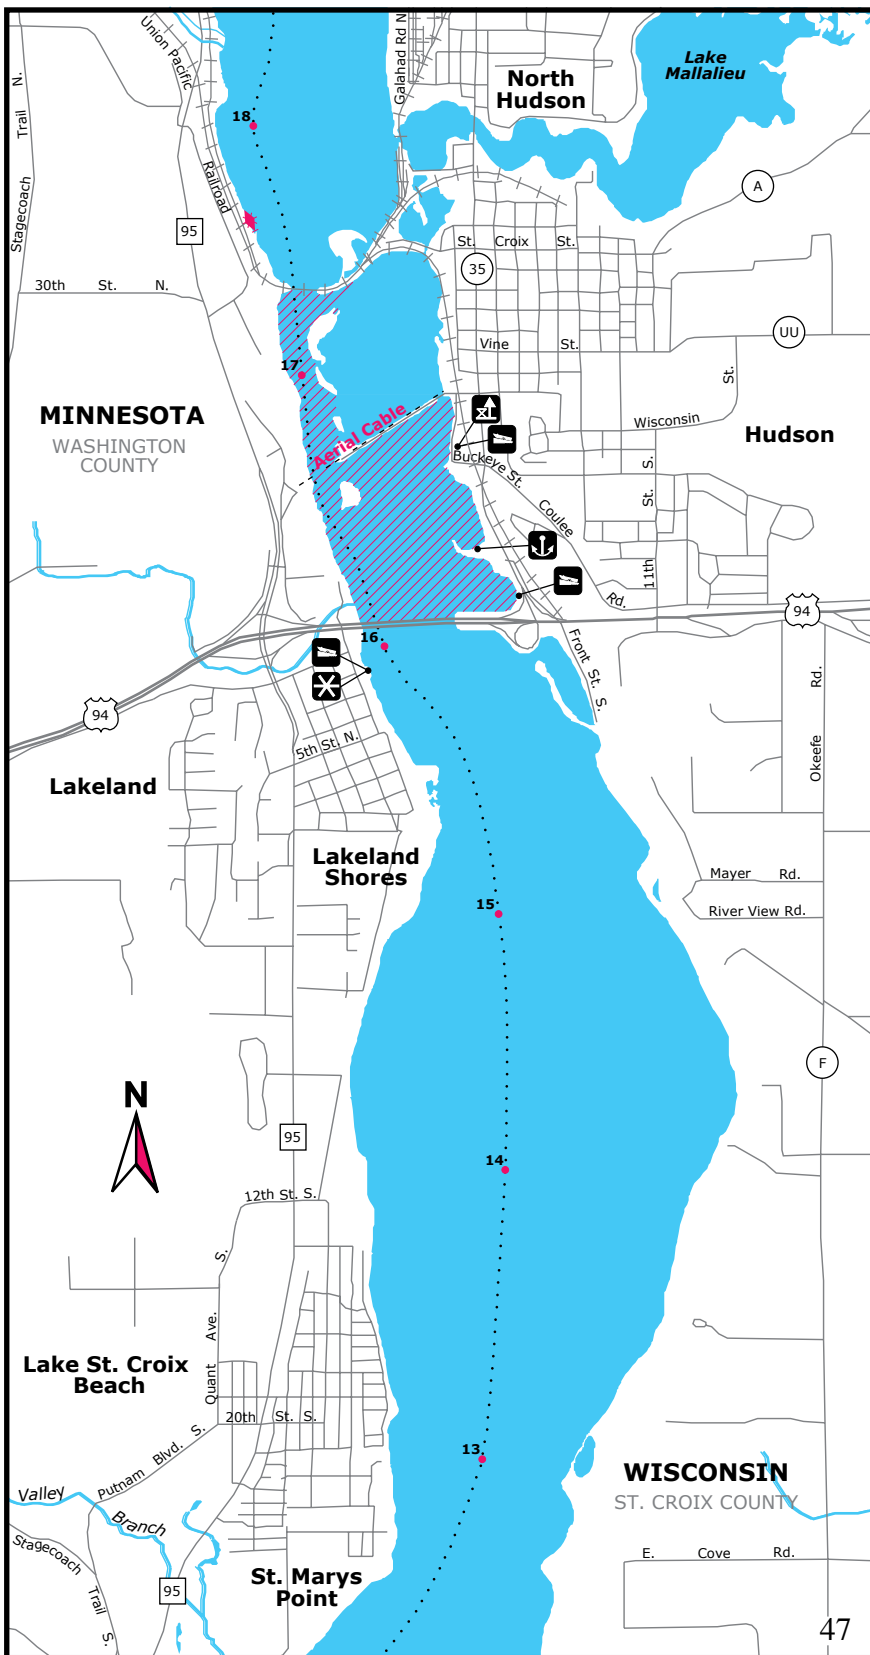 Union Pacific
Railroad
Galahad Rd N
Lake
Mallalieu
North
Hudson
Stagecoach Trail N.
18
A
95
St. Croix St.
35
30th St. N.
UU
Vine St.
17
St.
MINNESOTA
WASHINGTON
COUNTY
Aerial Cable
Wisconsin
Hudson
Buckeye St.
Coulee
Rd.
11th St. S.
94
16
Front St. S.
94
5th St. N.
Okeefe Rd.
Lakeland
Lakeland
Shores
Mayer Rd.
15
River View Rd.
F
N
95
14
12th St. S.
Quant Ave. S.
Lake St. Croix
Beach
20th St. S.
Putnam Blvd. S.
13
WISCONSIN
ST. CROIX COUNTY
Valley
Branch
Stagecoach
Trail S.
E. Cove Rd.
95
St. Marys
Point
47